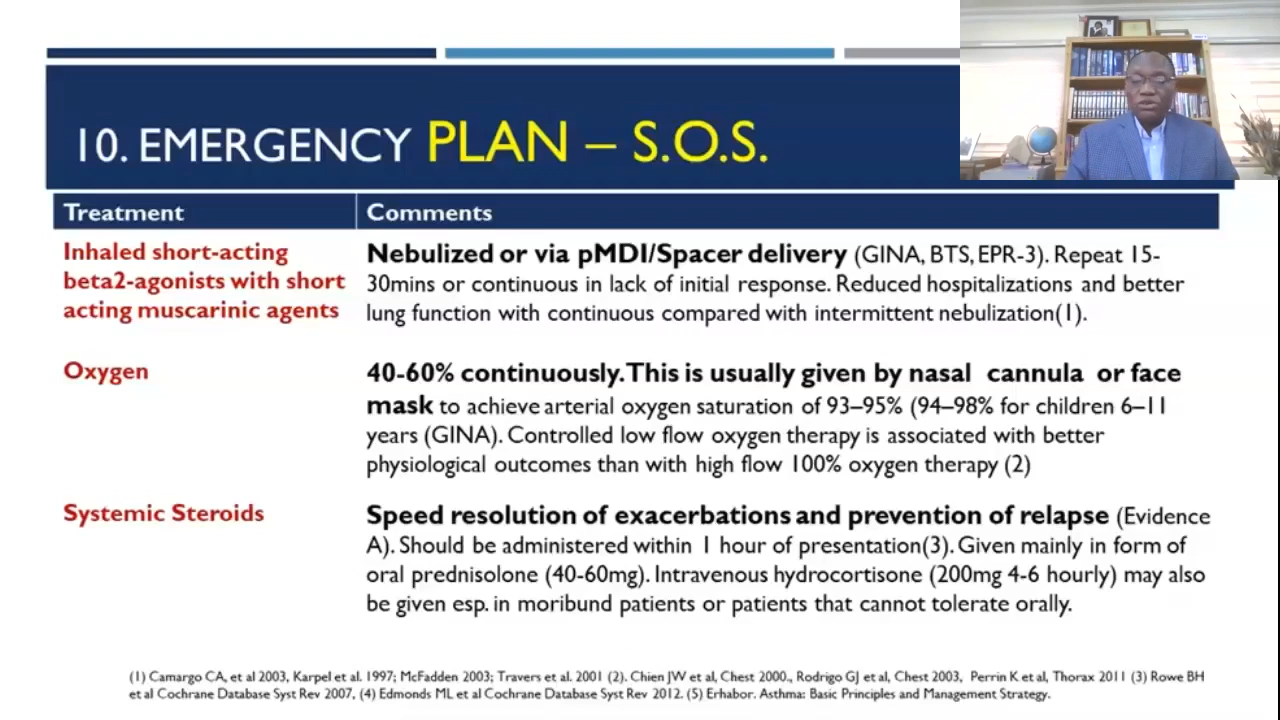 10. EMERGENCY PLAN – S.O.S.
Treatment
Comments
Inhaled short-acting
beta2-agonists with short
acting muscarinic agents
Nebulized or via pMDI/Spacer delivery (GINA, BTS, EPR-3). Repeat 15-
30mins or continuous in lack of initial response. Reduced hospitalizations and better
lung function with continuous compared with intermittent nebulization(1).
Oxygen
40-60% continuously. This is usually given by nasal cannula or face
mask to achieve arterial oxygen saturation of 93–95% (94–98% for children 6–11
years (GINA). Controlled low flow oxygen therapy is associated with better
physiological outcomes than with high flow 100% oxygen therapy (2)
Systemic Steroids
Speed resolution of exacerbations and prevention of relapse (Evidence
A). Should be administered within 1 hour of presentation(3). Given mainly in form of
oral prednisolone (40-60mg). Intravenous hydrocortisone (200mg 4-6 hourly) may also
be given esp. in moribund patients or patients that cannot tolerate orally.
(1) Camargo CA, et al 2003, Karpel et al. 1997; McFadden 2003; Travers et al. 2001 (2). Chien JW et al, Chest 2000., Rodrigo GJ et al, Chest 2003, Perrin K et al, Thorax 2011 (3) Rowe BH
et al Cochrane Database Syst Rev 2007, (4) Edmonds ML et al Cochrane Database Syst Rev 2012. (5) Erhabor. Asthma: Basic Principles and Management Strategy.